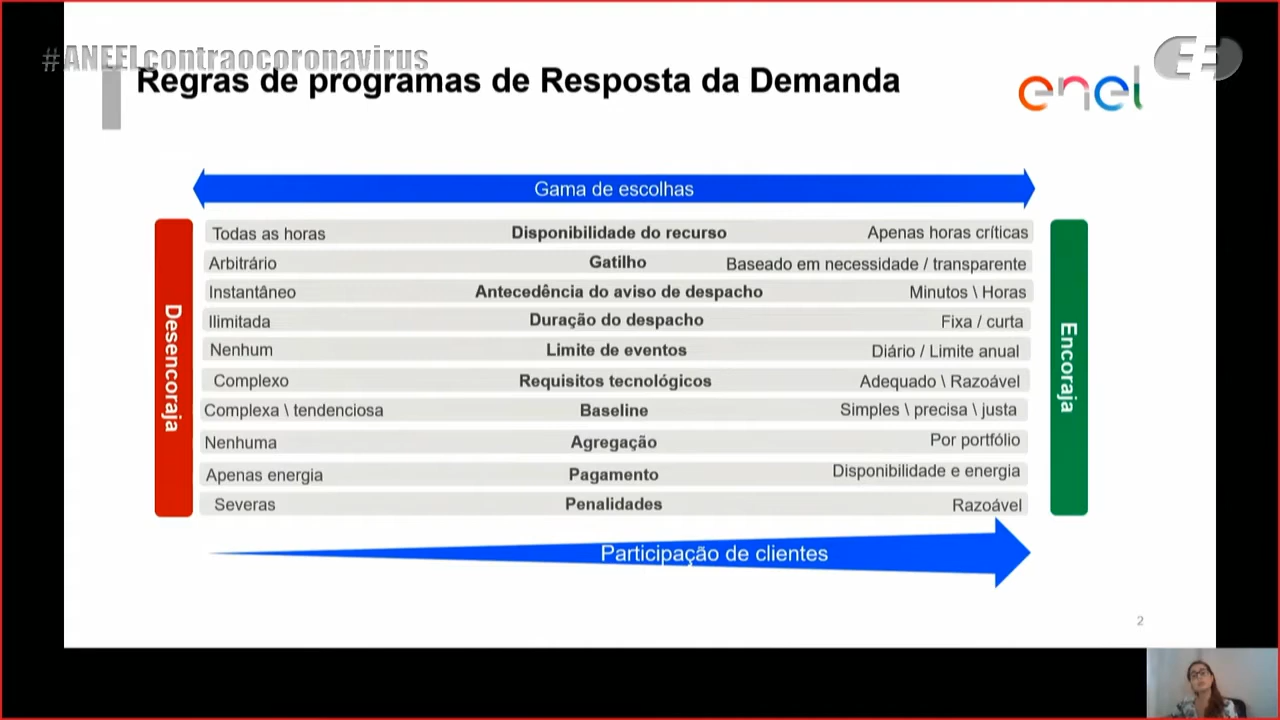 #ANEELcontraocoronavirus
Regras de programas de Resposta da Demanda
enel
Gama de escolhas
Desencoraja
Todas as horas Disponibilidade do recurso Apenas horas críticas
Arbitrário Gatilho Baseado em necessidade / transparente
Instantâneo Antecedência do aviso de despacho Minutos \ Horas
Ilimitada Duração do despacho Fixa / curta
Nenhum Limite de eventos Diário / Limite anual
Complexo Requisitos tecnológicos Adequado \ Razoável
Complexa \ tendenciosa Baseline Simples \ precisa \ justa
Nenhuma Agregação Por portfólio
Apenas energia Pagamento Disponibilidade e energia
Severas Penalidades Razoável
Encoraja
Participação de clientes
2